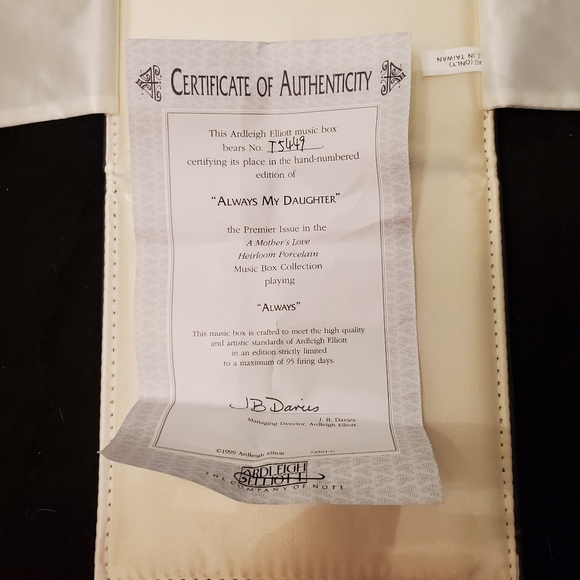 CERTIFICATE OF AUTHENTICITY
This Ardleigh Elliott music box
bears No. T5449,
certifying its place in the hand-numbered
edition of
"ALWAYS MY DAUGHTER"
the Premier Issue in the
A Mother's Love
Heirloom Porcelain
Music Box Collection
playing
"ALWAYS"
This music box is crafted to meet the high quality
and artistic standards of Ardleigh Elliott
in an edition strictly limited
to a maximum of 95 firing days.
J B Davies
J. B. Davies
Managing Director, Ardleigh Elliott
©1999 Ardleigh Elliott
ARDLEIGH
ELLIOTT
THE COMPANY OF NOTE
(ONLY)
IN TAIWAN